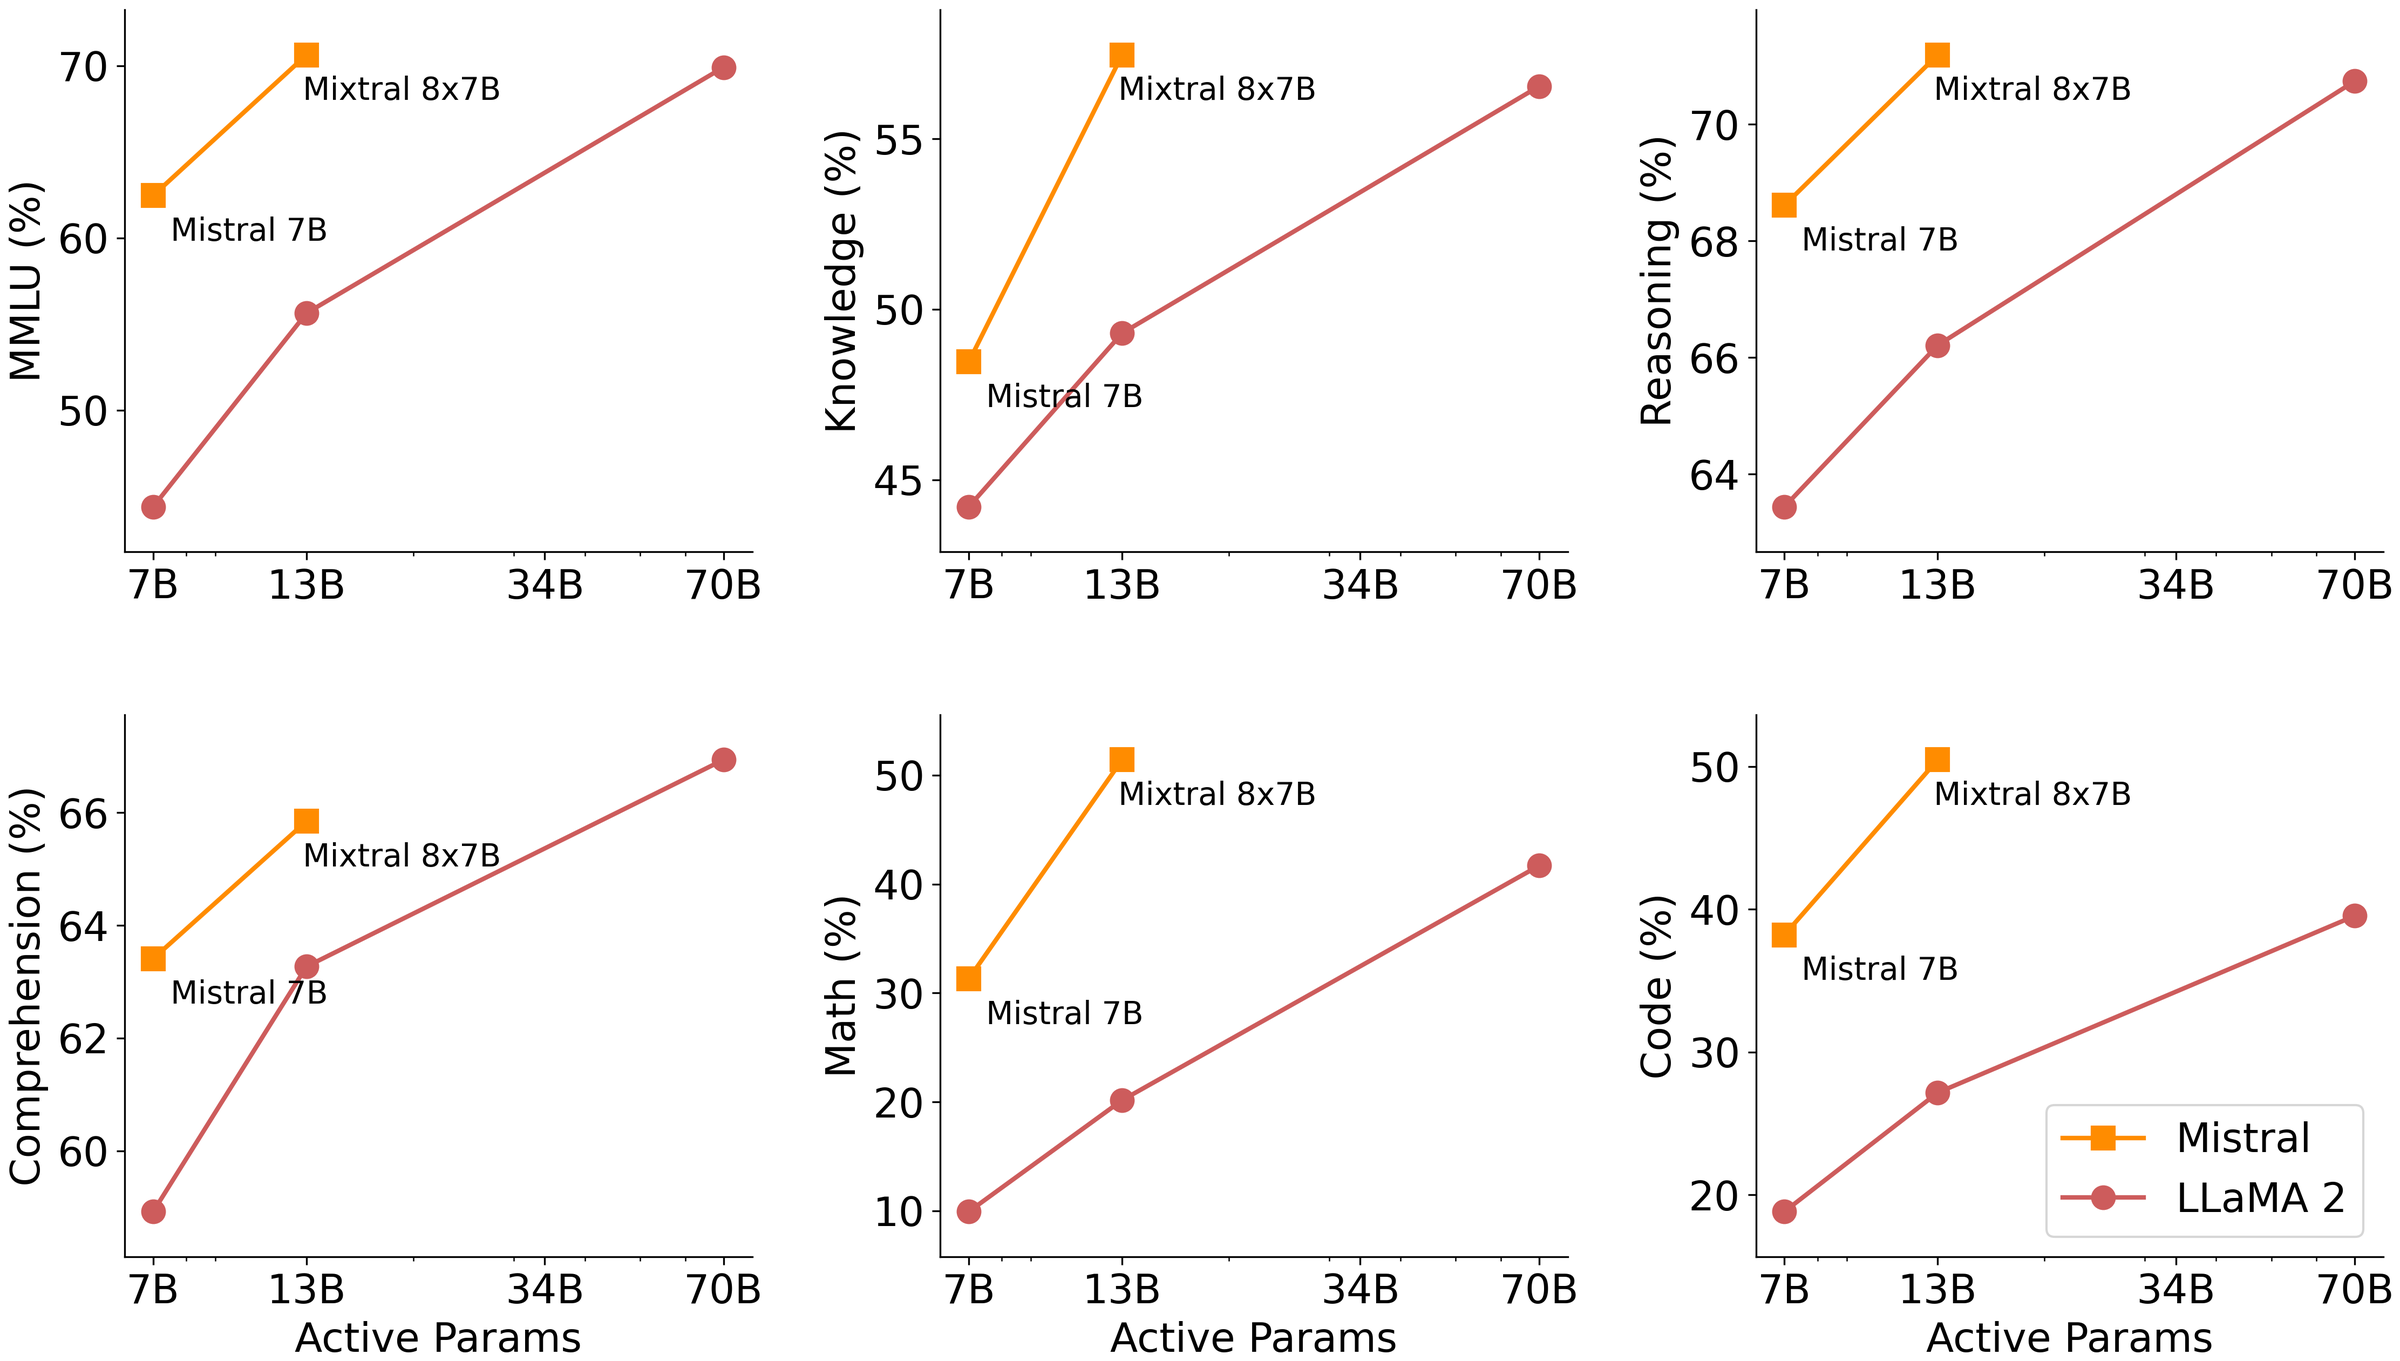 MMLU (%)
70
60
50
Mixtral 8x7B
Mistral 7B
7B 13B 34B 70B
Knowledge (%)
55
50
45
Mixtral 8x7B
Mistral 7B
7B 13B 34B 70B
Reasoning (%)
70
68
66
64
Mixtral 8x7B
Mistral 7B
7B 13B 34B 70B
Comprehension (%)
66
64
62
60
Mixtral 8x7B
Mistral 7B
7B 13B 34B 70B
Active Params
Math (%)
50
40
30
20
10
Mixtral 8x7B
Mistral 7B
7B 13B 34B 70B
Active Params
Code (%)
50
40
30
20
Mixtral 8x7B
Mistral 7B
Mistral
LLaMA 2
7B 13B 34B 70B
Active Params